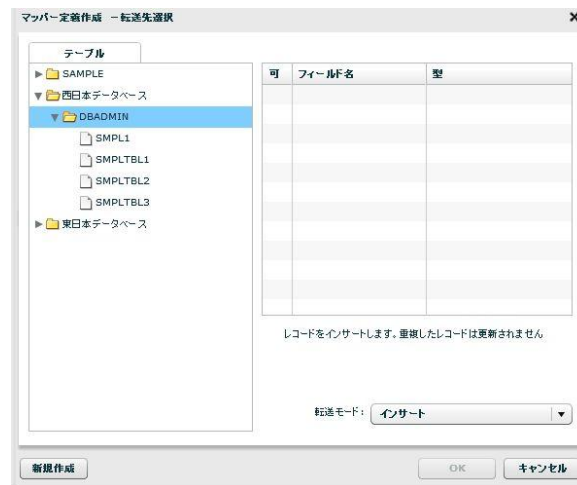 マッパー定義作成 －転送先選択
テーブル
SAMPLE
西日本データベース
DBADMIN
SMPL1
SMPLTBL1
SMPLTBL2
SMPLTBL3
東日本データベース
可 フィールド名 型
レコードをインサートします。重複したレコードは更新されません
転送モード： インサート
新規作成 OK キャンセル